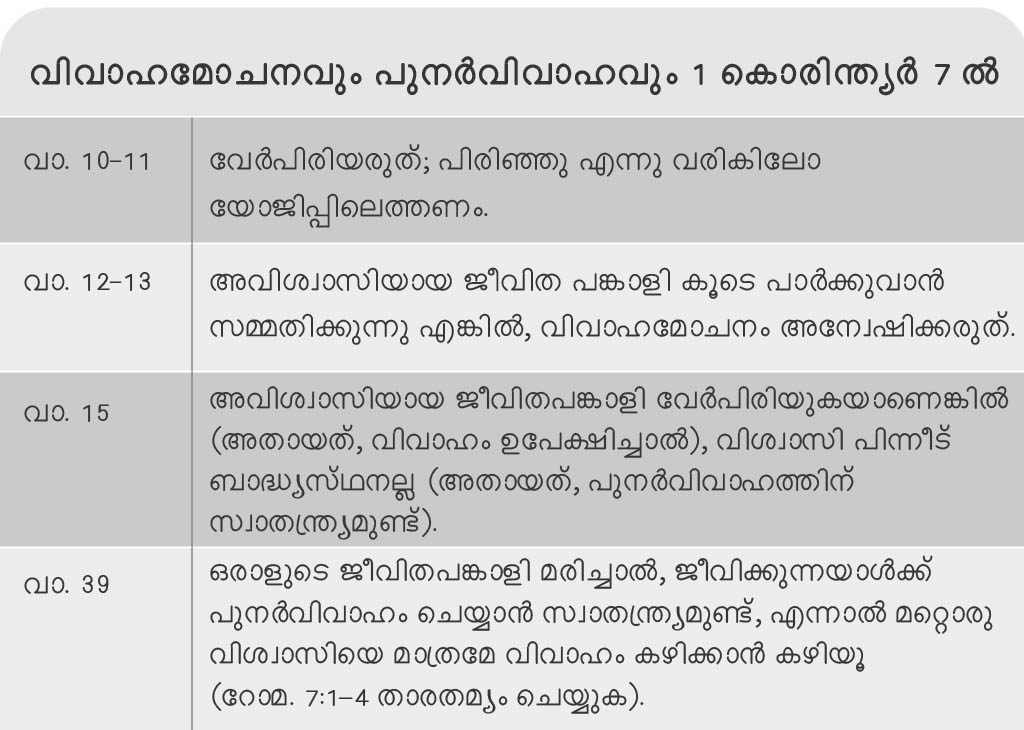 വിവാഹമോചനവും പുനർവിവാഹവും 1 കൊരിന്ത്യർ 7 ൽ
വാ. 10–11
വേർപിരിയരുത്; പിരിഞ്ഞു എന്നു വരികിലോ
യോജിപ്പിലെത്തണം.
വാ. 12–13
അവിശ്വാസിയായ ജീവിത പങ്കാളി കൂടെ പാർക്കുവാൻ
സമ്മതിക്കുന്നു എങ്കിൽ, വിവാഹമോചനം അന്വേഷിക്കരുത്.
വാ. 15
അവിശ്വാസിയായ ജീവിതപങ്കാളി വേർപിരിയുകയാണെങ്കിൽ
(അതായത്, വിവാഹം ഉപേക്ഷിച്ചാൽ), വിശ്വാസി പിന്നീട്
ബാദ്ധ്യസ്ഥനല്ല (അതായത്, പുനർവിവാഹത്തിന്
സ്വാതന്ത്ര്യമുണ്ട്).
വാ. 39
ഒരാളുടെ ജീവിതപങ്കാളി മരിച്ചാൽ, ജീവിക്കുന്നയാൾക്ക്
പുനർവിവാഹം ചെയ്യാൻ സ്വാതന്ത്ര്യമുണ്ട്, എന്നാൽ മറ്റൊരു
വിശ്വാസിയെ മാത്രമേ വിവാഹം കഴിക്കാൻ കഴിയൂ
(റോമ. 7:1–4 താരതമ്യം ചെയ്യുക).